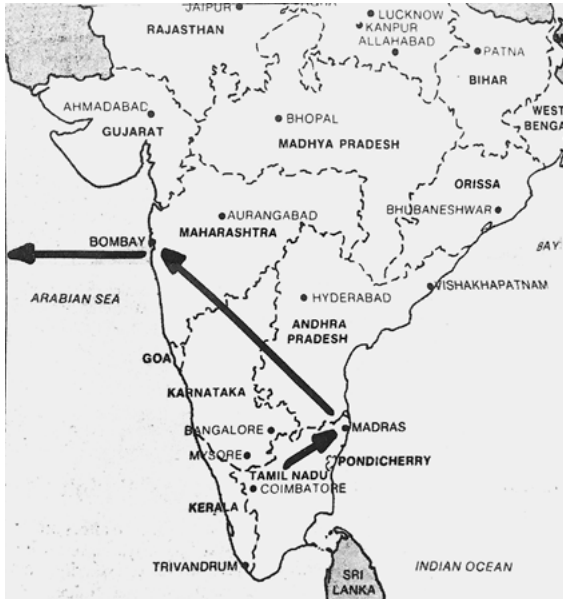 JAIPUR
LUCKNOW
RAJASTHAN
KANPUR
ALLAHABAD
PATNA
BIHAR
AHMADABAD
BHOPAL
WEST
GUJARAT
BENGA
MADHYA PRADESH
ORISSA
AURANGABAD
BHUBANESHWAR
MAHARASHTRA
BOMBAY
BAY
VISHAKHAPATNAM
ARABIAN SEA
HYDERABAD
ANDHRA
PRADESH
GOA
KARNATAKA
BANGALORE
MADRAS
MYSORE
PONDICHERRY
TAMIL NADU
COIMBATORE
KERALA
TRIVANDRUM
INDIAN OCEAN
SRI
LANKA